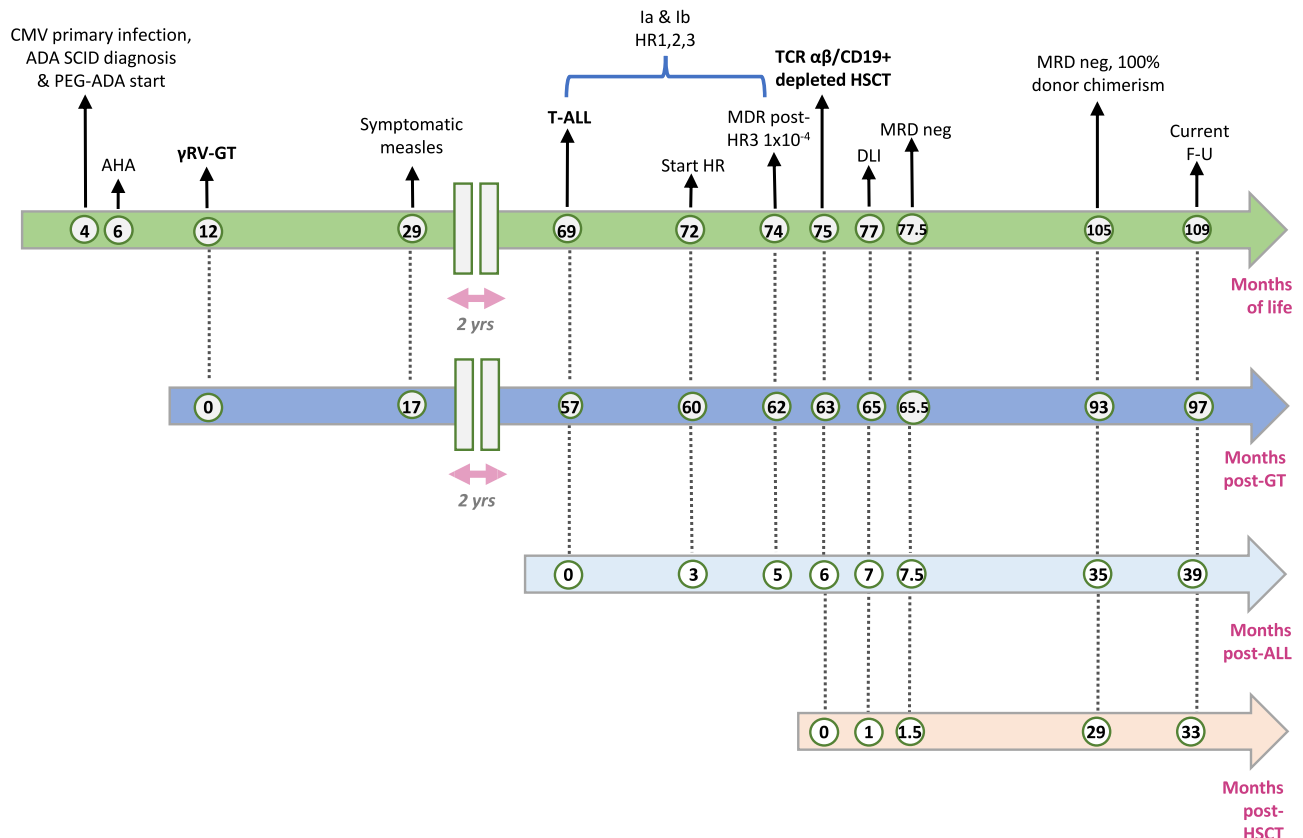 CMV primary infection,
ADA SCID diagnosis
& PEG-ADA start
AHA
γRV-GT
Symptomatic
measles
Ia & Ib
HR1,2,3
T-ALL
Start HR
MDR post-
HR3 1x10⁻⁴
TCR αβ/CD19+
depleted HSCT
DLI
MRD neg
MRD neg, 100%
donor chimerism
Current
F-U
4 6 12 29 69 72 74 75 77 77.5 105 109
Months
of life
2 yrs
0 17 57 60 62 63 65 65.5 93 97
Months
post-GT
2 yrs
0 3 5 6 7 7.5 35 39
Months
post-ALL
0 1 1.5 29 33
Months
post-
HSCT